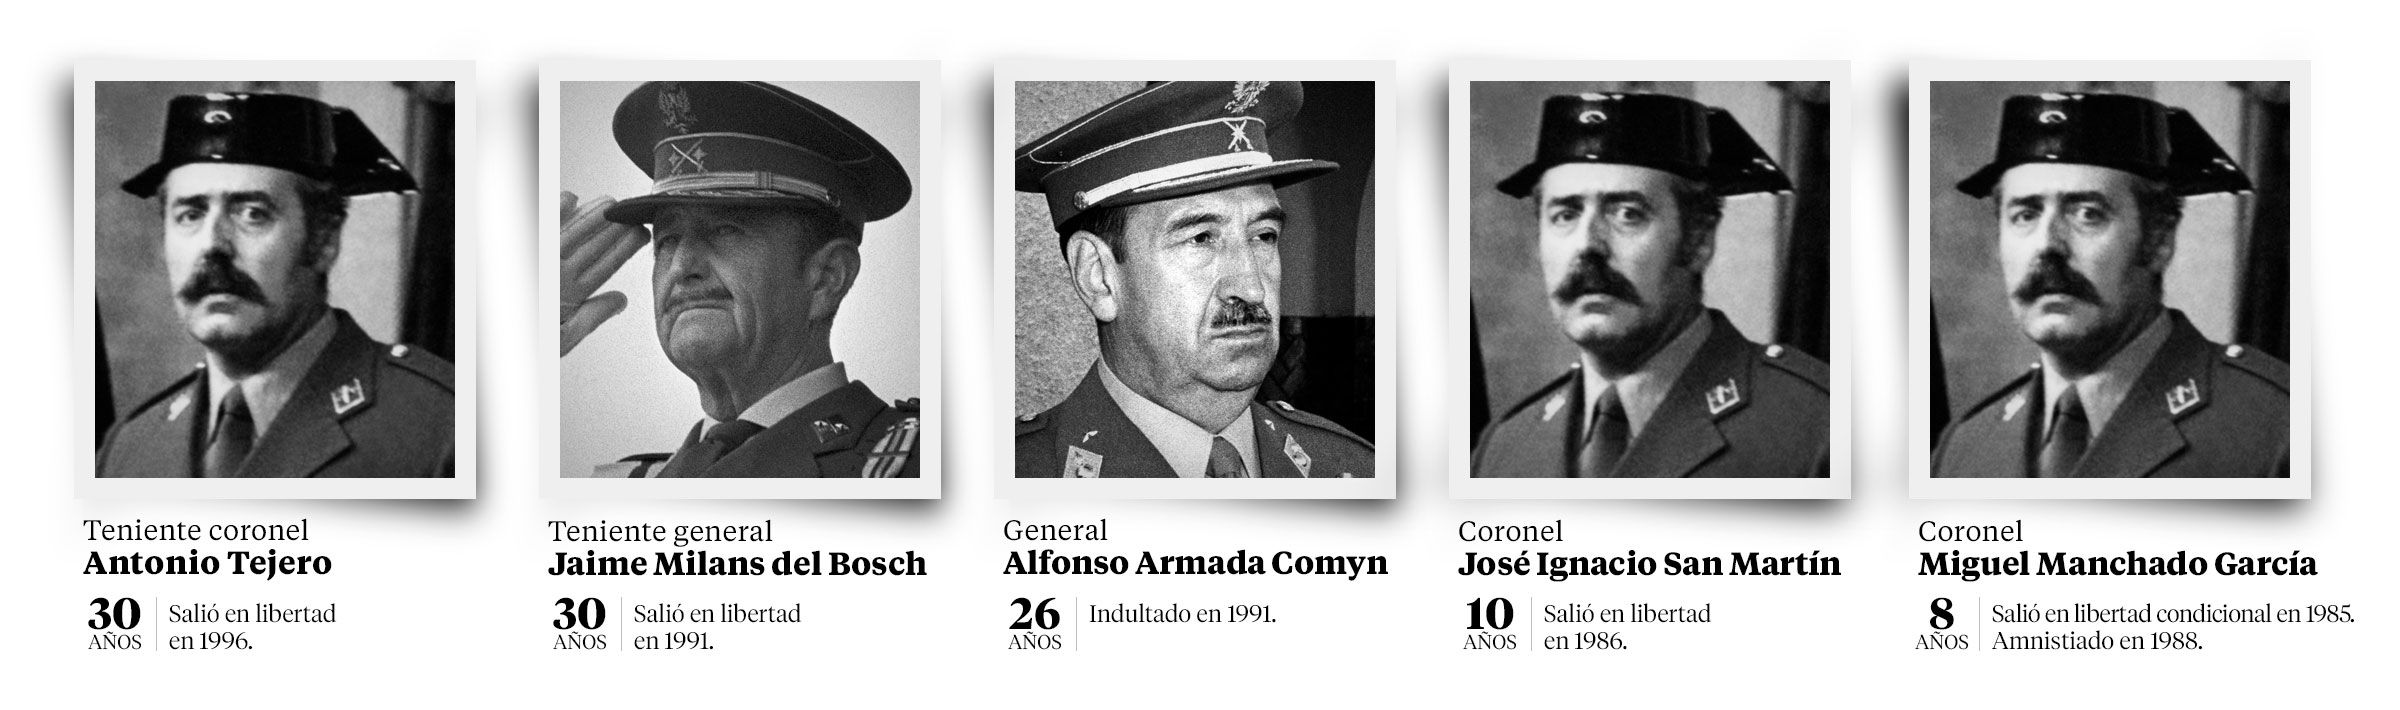 Teniente coronel
Antonio Tejero
30
AÑOS
Salió en libertad
en 1996.
Teniente general
Jaime Milans del Bosch
30
AÑOS
Salió en libertad
en 1991.
General
Alfonso Armada Comyn
26
AÑOS
Indultado en 1991.
Coronel
José Ignacio San Martín
10
AÑOS
Salió en libertad
en 1986.
Coronel
Miguel Manchado García
8
AÑOS
Salió en libertad condicional en 1985.
Amnistiado en 1988.